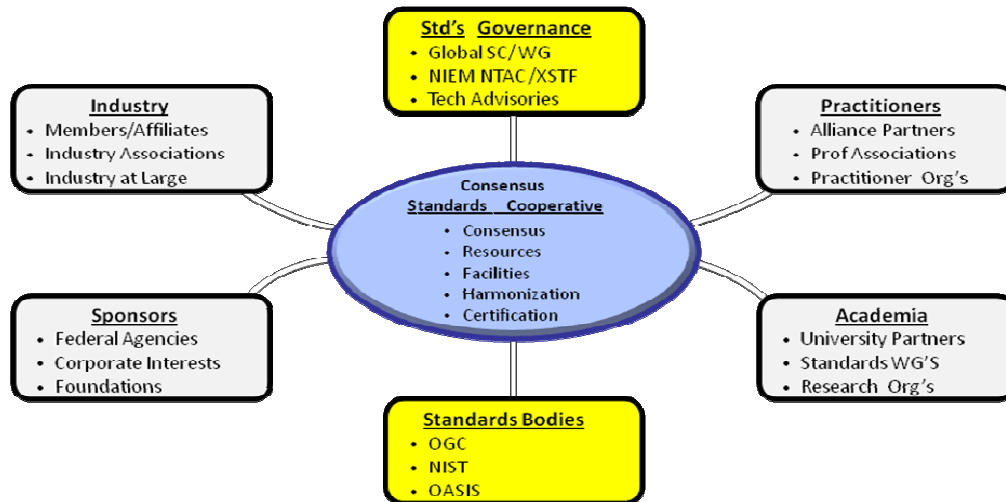 Std's Governance
• Global SC/WG
• NIEM NTAC/XSTF
• Tech Advisories
Industry
• Members/Affiliates
• Industry Associations
• Industry at Large
Practitioners
• Alliance Partners
• Prof Associations
• Practitioner Org's
Consensus
Standards Cooperative
• Consensus
• Resources
• Facilities
• Harmonization
• Certification
Sponsors
• Federal Agencies
• Corporate Interests
• Foundations
Academia
• University Partners
• Standards WG'S
• Research Org's
Standards Bodies
• OGC
• NIST
• OASIS